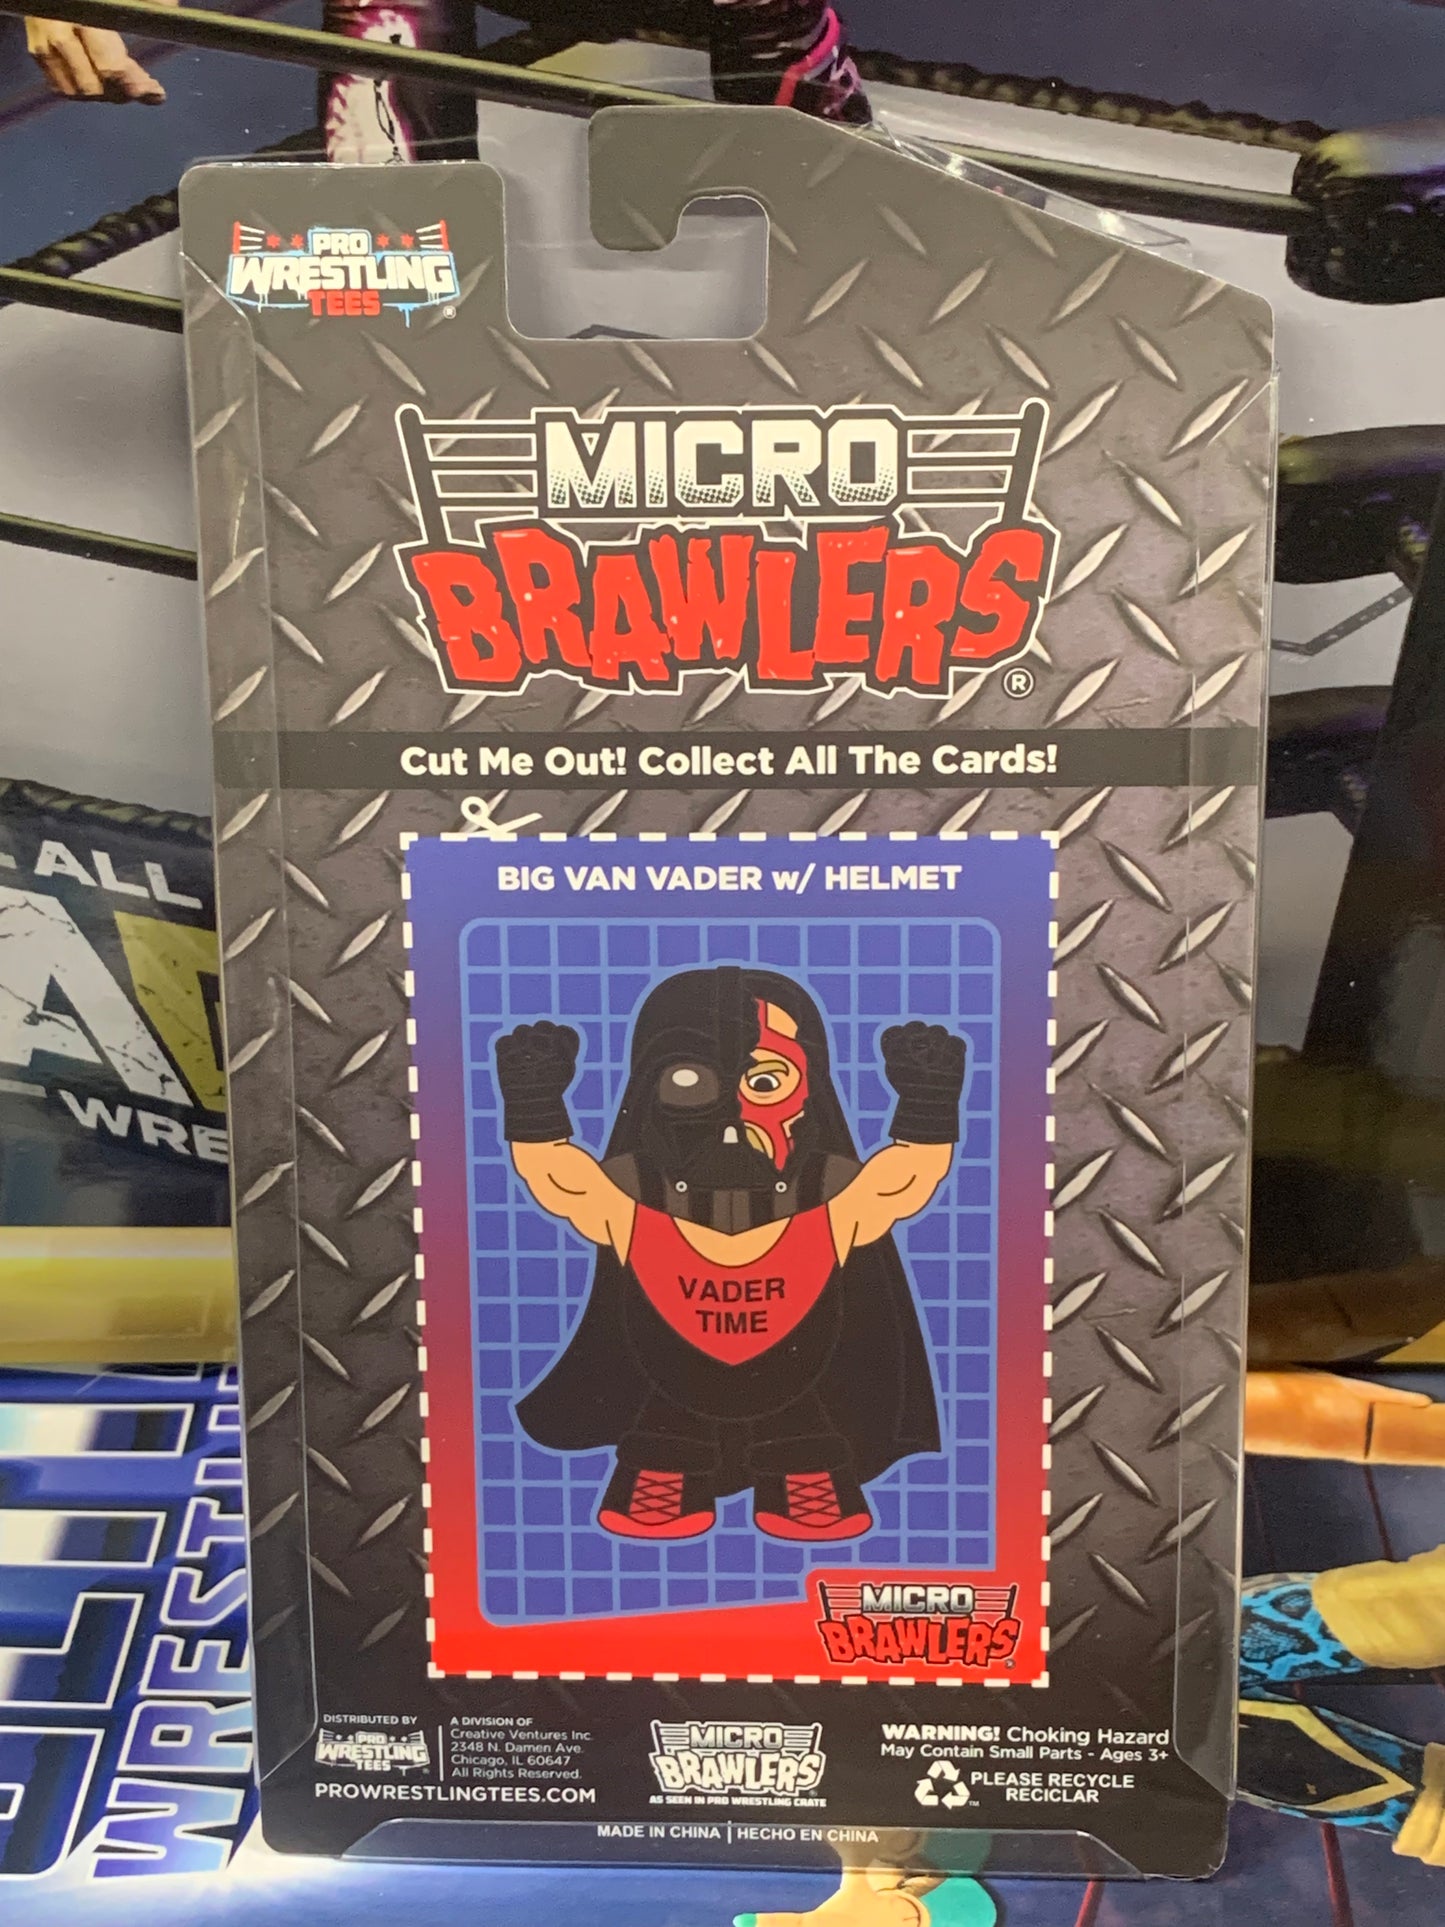 PRO
WRESTLING
TEES
®
MICRO
BRAWLERS
®
Cut Me Out! Collect All The Cards!
BIG VAN VADER w/ HELMET
VADER
TIME
MICRO
BRAWLERS
ALL
WRE
WRESTLI
DISTRIBUTED BY
PRO
WRESTLING
TEES
A DIVISION OF
Creative Ventures Inc.
2348 N. Damen Ave.
Chicago, IL 60647
All Rights Reserved.
PROWRESTLINGTEES.COM
MICRO
BRAWLERS
AS SEEN IN PRO WRESTLING CRATE
WARNING! Choking Hazard
May Contain Small Parts - Ages 3+
PLEASE RECYCLE
RECICLAR
MADE IN CHINA | HECHO EN CHINA